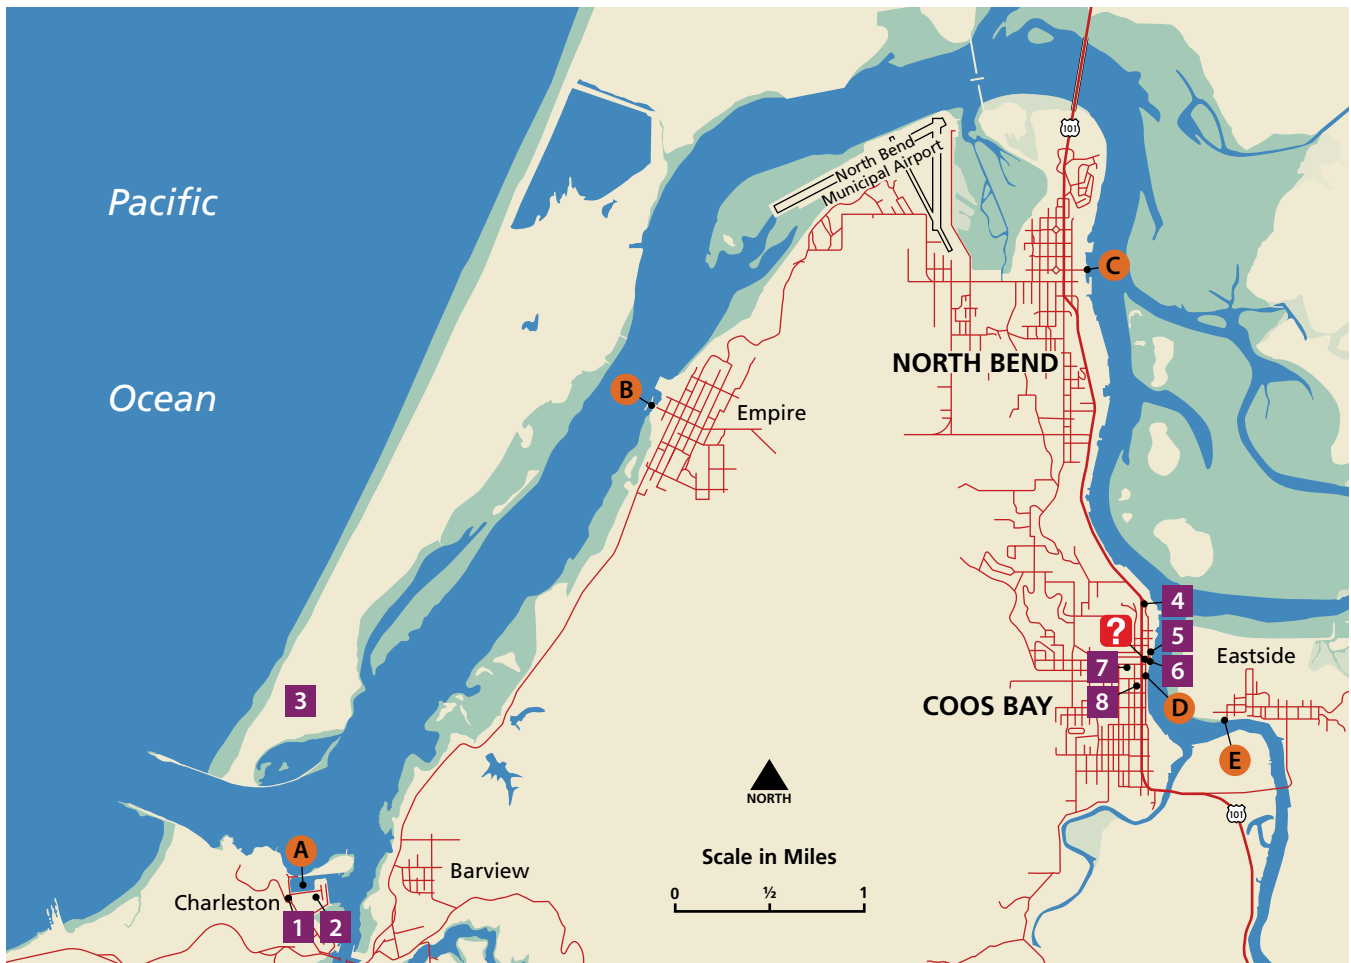 101
North Bend
Municipal Airport
Pacific
C
NORTH BEND
B
Ocean
Empire
4
?
5
Eastside
7
6
3
8
COOS BAY
D
E
NORTH
101
Scale in Miles
A
Barview
0 ½ 1
Charleston
1
2